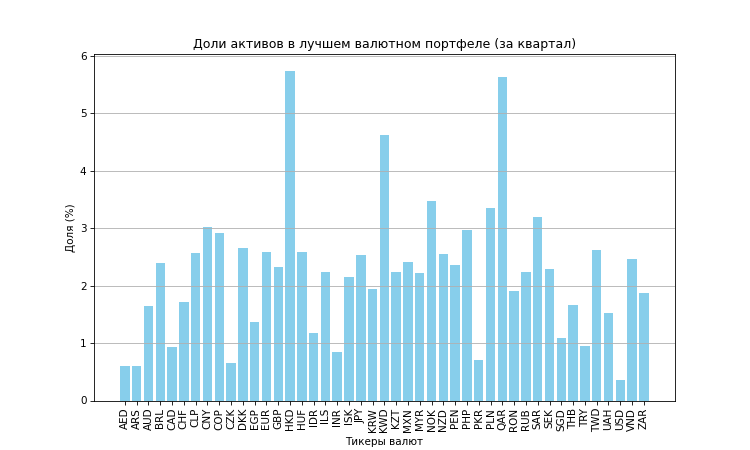 Доли активов в лучшем валютном портфеле (за квартал)
Доля (%)
6
5
4
3
2
1
0
AED ARS AUD BRL CAD CHF CLP CNY COP CZK DKK EGP EUR GBP HKD HUF IDR ILS INR ISK JPY KRW KWD KZT MXN MYR NOK NZD PEN PHP PKR PLN QAR RON RUB SAR SEK SGD THB TRY TWD UAH USD VND ZAR
Тикеры валют